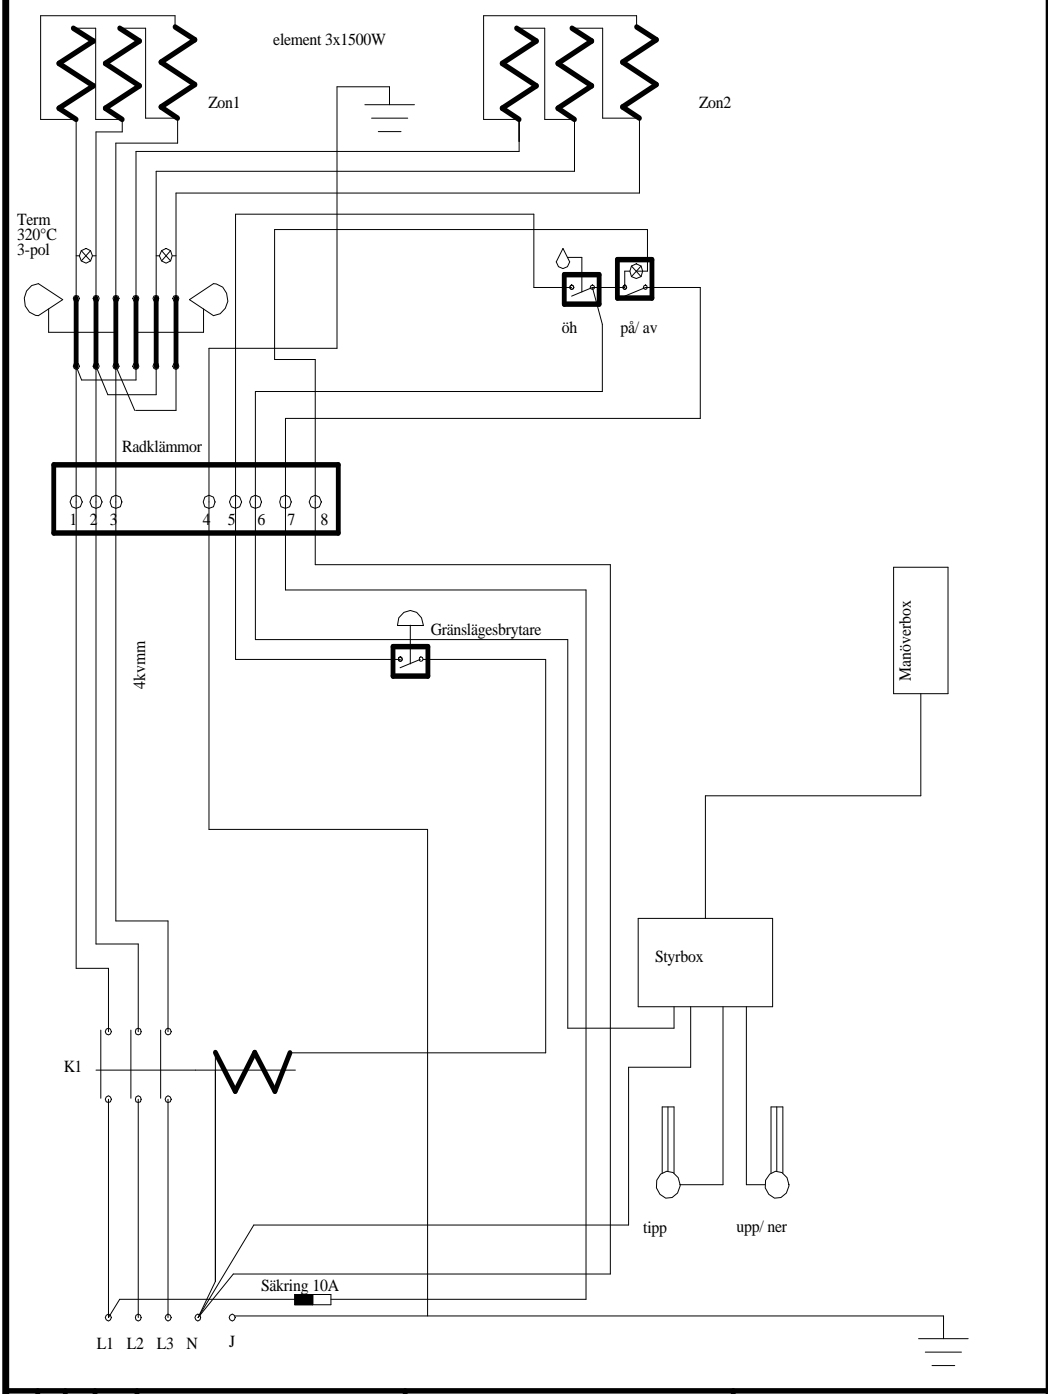 element 3x1500W
Zon1
Zon2
Term
320°C
3-pol
öh
på/ av
Radklämmor
1 2 3 4 5 6 7 8
Gränslägesbrytare
4kvmm
Manöverbox
Styrbox
K1
tipp
upp/ ner
Säkring 10A
L1 L2 L3 N J